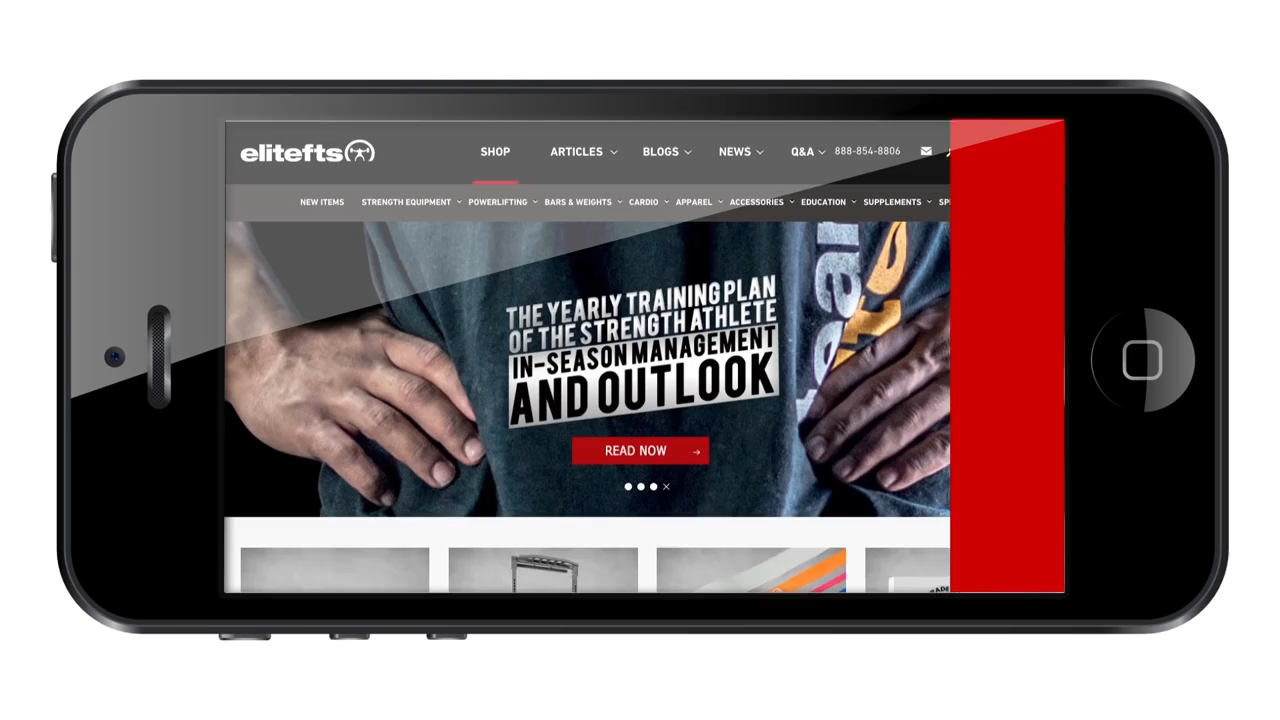 elitefts
SHOP ARTICLES BLOGS NEWS Q&A 888-854-8806
NEW ITEMS STRENGTH EQUIPMENT POWERLIFTING BARS & WEIGHTS CARDIO APPAREL ACCESSORIES EDUCATION SUPPLEMENTS
THE YEARLY TRAINING PLAN
OF THE STRENGTH ATHLETE
IN-SEASON MANAGEMENT
AND OUTLOOK
READ NOW